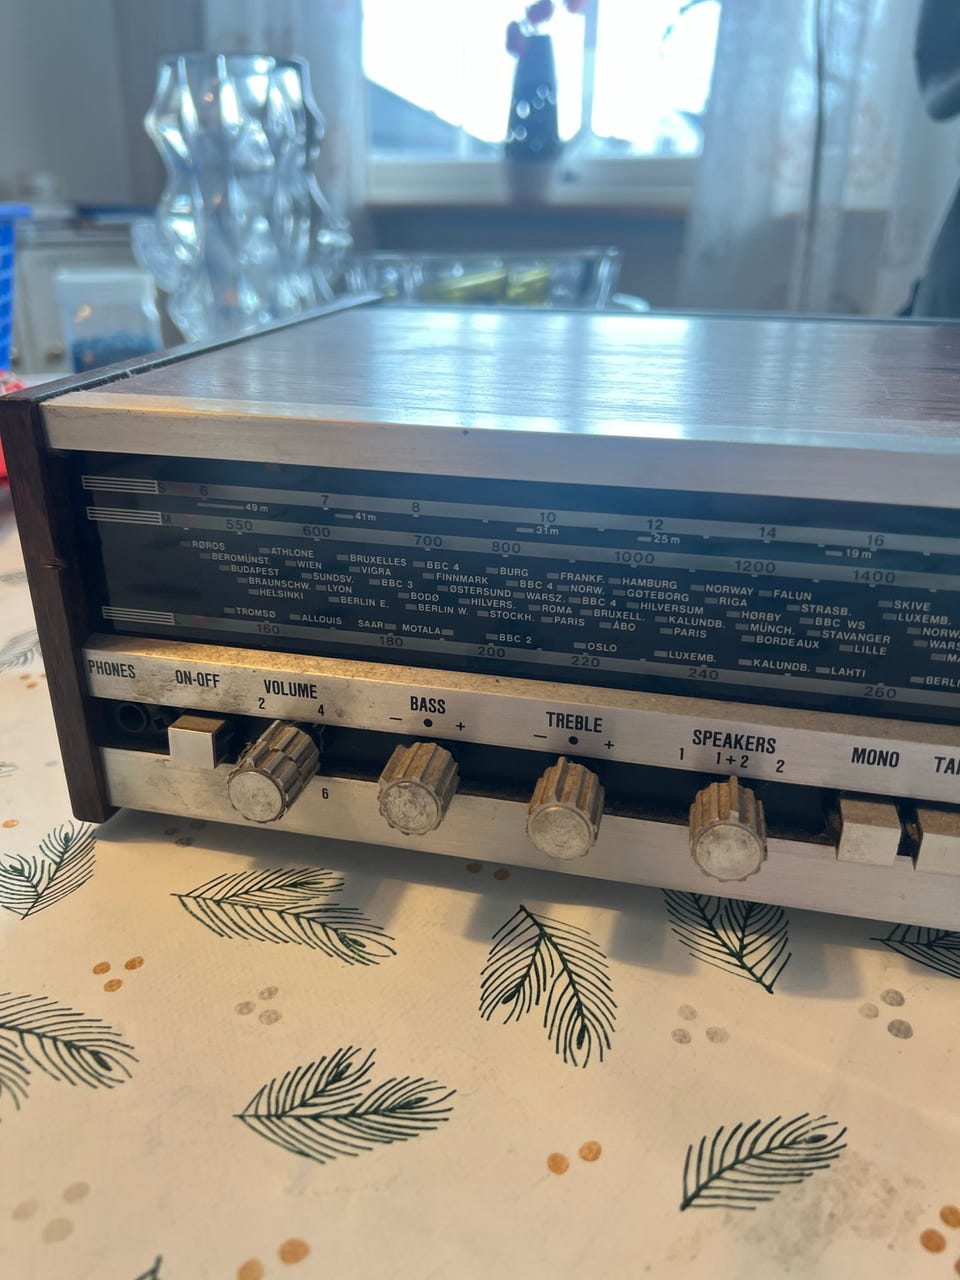 S 6 7 8 10 12 14 16
49m 41m 31m 25m 19m
M 550 600 700 800 1000 1200 1400
RØROS ATHLONE BRUXELLES BBC 4 BURG FRANKF. HAMBURG NORWAY FALUN SKIVE
BEROMÜNST. WIEN VIGRA FINNMARK BBC 4 NORW. GØTEBORG RIGA STRASB. LUXEMB.
BUDAPEST SUNDSV. BBC 3 ØSTERSUND WARSZ. BBC 4 HILVERSUM HØRBY BBC WS
BRAUNSCHW. LYON BODØ HILVERS. ROMA BRUXELL. KALUNDB. MÜNCH. STAVANGER
HELSINKI BERLIN E. BERLIN W. STOCKH. PARIS ÅBO PARIS BORDEAUX LILLE
TROMSØ ALLOUIS SAAR MOTALA BBC 2 OSLO LUXEMB. KALUNDB. LAHTI
160 180 200 220 240 260
PHONES ON-OFF VOLUME BASS TREBLE SPEAKERS MONO
2 4 − + − + 1 1+2 2
6